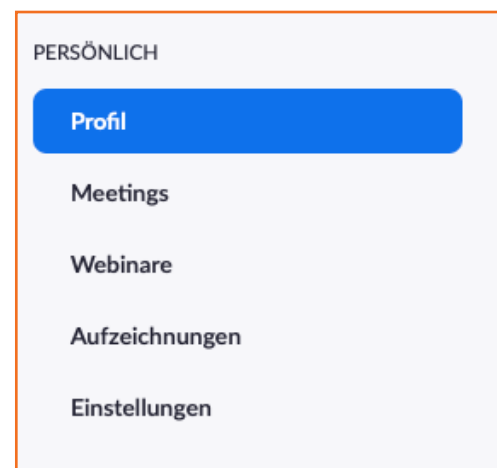 PERSÖNLICH
Profil
Meetings
Webinare
Aufzeichnungen
Einstellungen